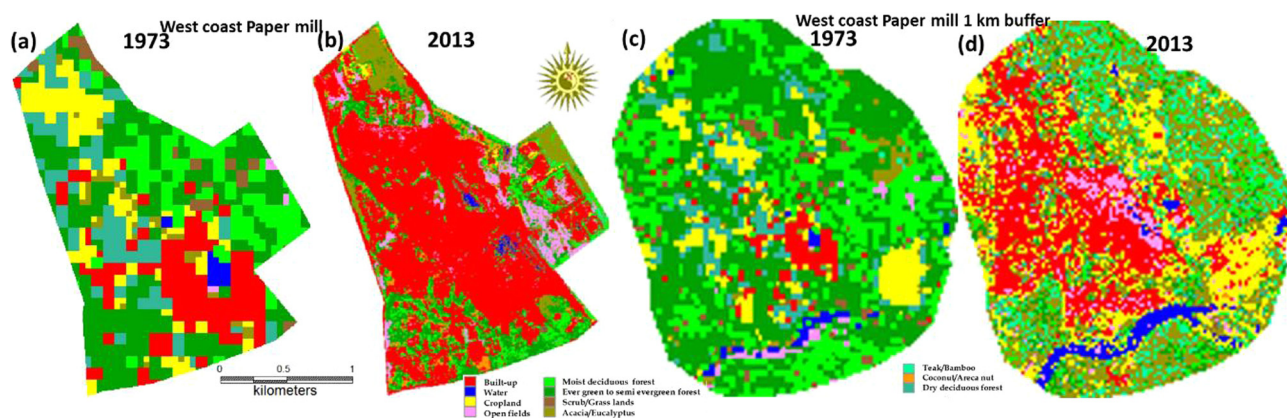 West coast Paper mill
West coast Paper mill 1 km buffer
(a)
1973
(b)
2013
(c)
1973
(d)
2013
0 0.5 1
kilometers
Built-up
Water
Cropland
Open fields
Moist deciduous forest
Ever green to semi evergreen forest
Scrub/Grass lands
Acacia/Eucalyptus
Teak/Bamboo
Coconut/Areca nut
Dry deciduous forest